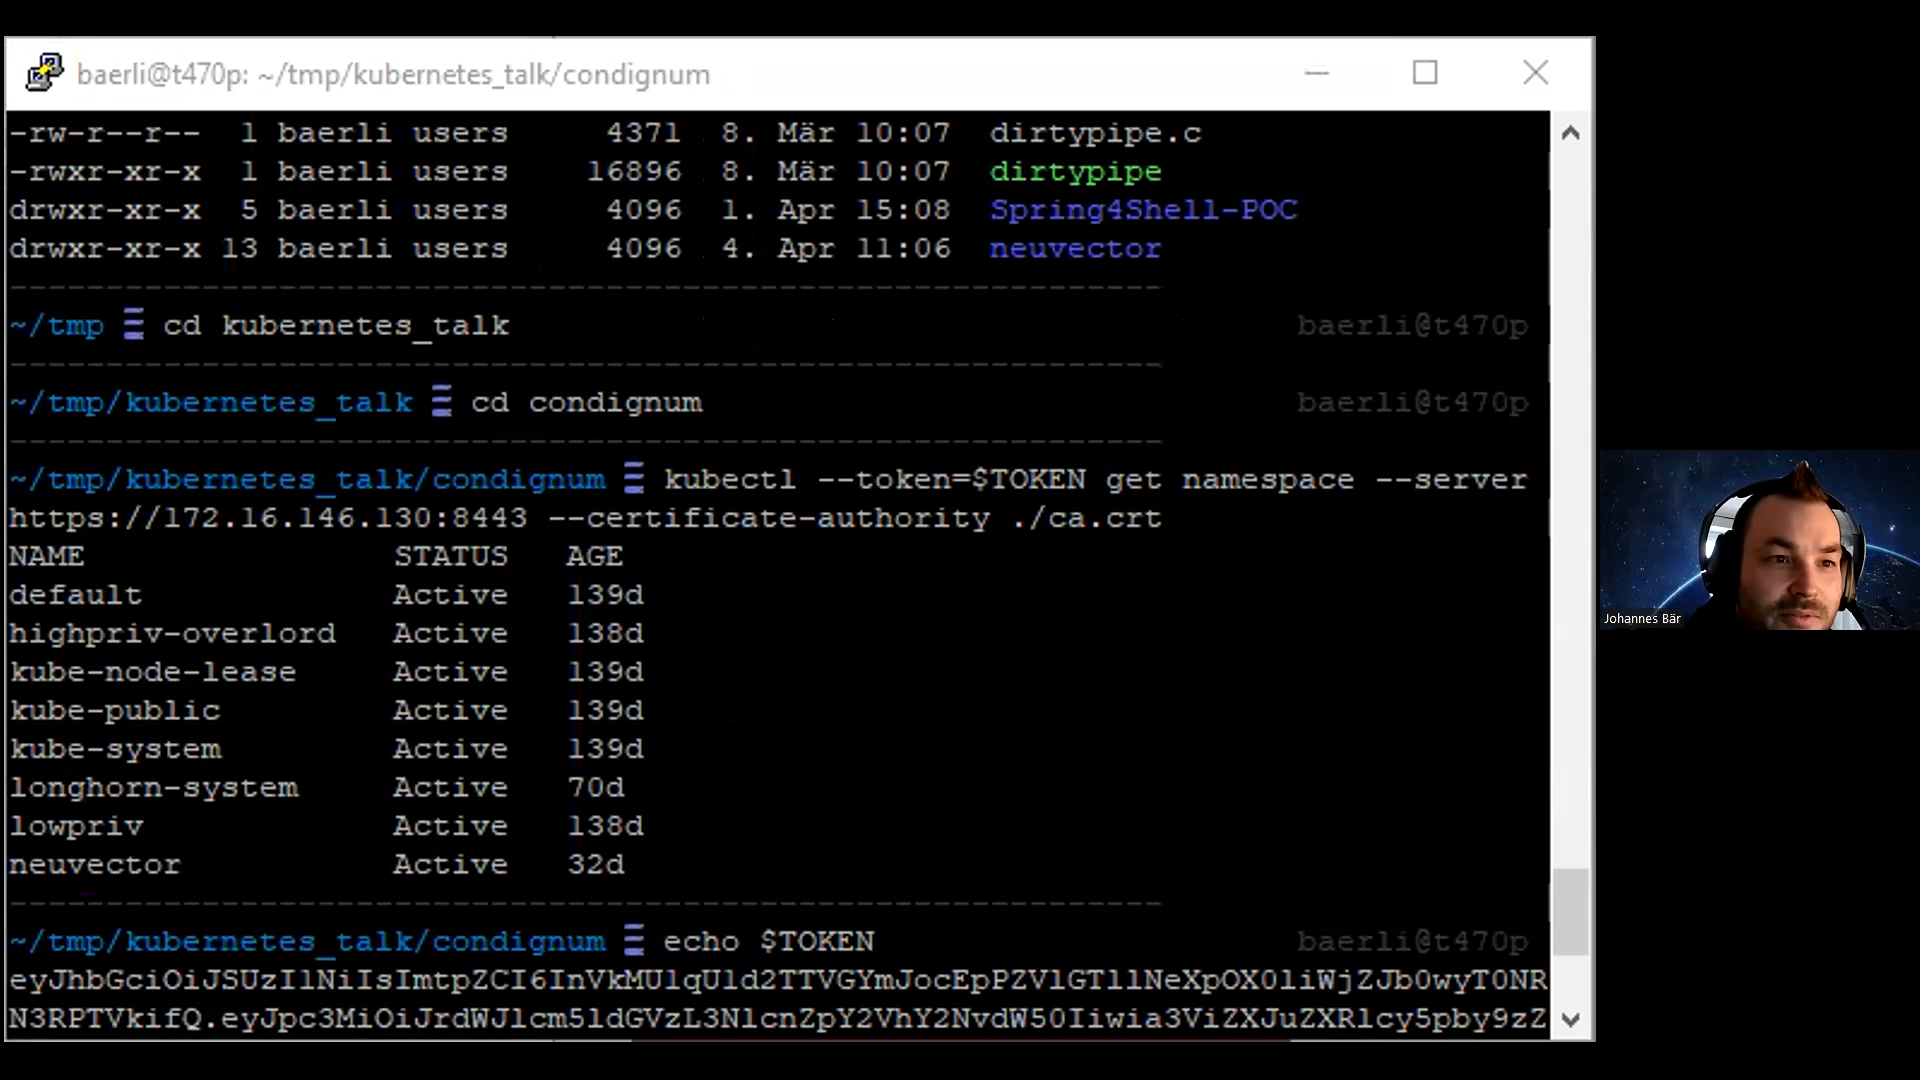 baerli@t470p: ~/tmp/kubernetes_talk/condignum
-rw-r--r-- 1 baerli users 4371 8. Mär 10:07 dirtypipe.c
-rwxr-xr-x 1 baerli users 16896 8. Mär 10:07 dirtypipe
drwxr-xr-x 5 baerli users 4096 1. Apr 15:08 Spring4Shell-POC
drwxr-xr-x 13 baerli users 4096 4. Apr 11:06 neuvector
~/tmp cd kubernetes_talk baerli@t470p
~/tmp/kubernetes_talk cd condignum baerli@t470p
~/tmp/kubernetes_talk/condignum kubectl --token=$TOKEN get namespace --server
https://172.16.146.130:8443 --certificate-authority ./ca.crt
NAME STATUS AGE
default Active 139d
highpriv-overlord Active 138d
kube-node-lease Active 139d
kube-public Active 139d
kube-system Active 139d
longhorn-system Active 70d
lowpriv Active 138d
neuvector Active 32d
~/tmp/kubernetes_talk/condignum echo $TOKEN baerli@t470p
Johannes Bär